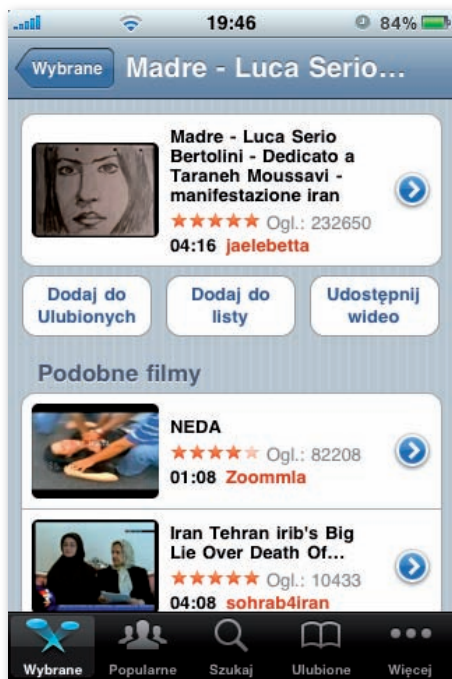 19:46 84%
Wybrane Madre - Luca Serio...
Madre - Luca Serio
Bertolini - Dedicato a
Taraneh Moussavi -
manifestazione iran
Ogl.: 232650
04:16 jaelebetta
Dodaj do
Ulubionych
Dodaj do
listy
Udostępnij
wideo
Podobne filmy
NEDA
Ogl.: 82208
01:08 Zoommla
Iran Tehran irib's Big
Lie Over Death Of...
Ogl.: 10433
04:08 sohrab4iran
Wybrane Popularne Szukaj Ulubione Więcej